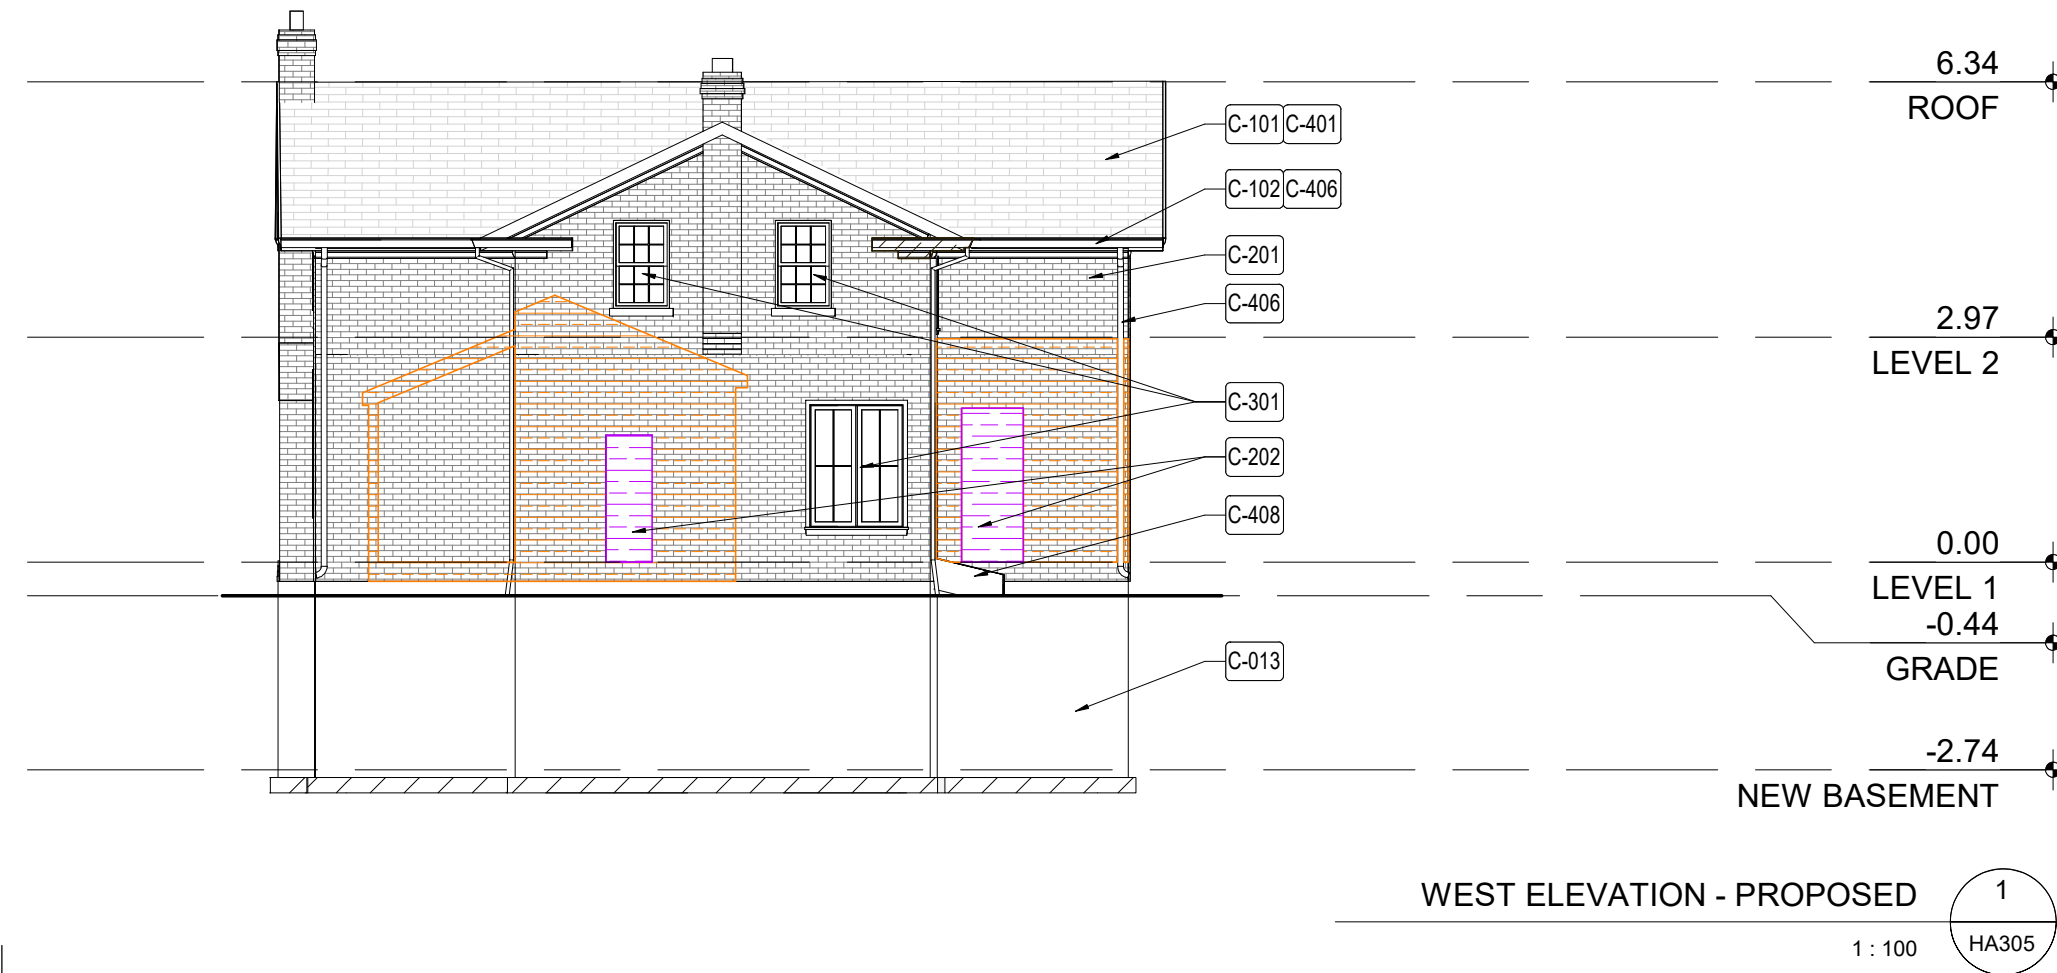 6.34
ROOF
C-101 C-401
C-102 C-406
C-201
C-406
2.97
LEVEL 2
C-301
C-202
C-408
0.00
LEVEL 1
-0.44
GRADE
C-013
-2.74
NEW BASEMENT
WEST ELEVATION - PROPOSED
1
1 : 100
HA305